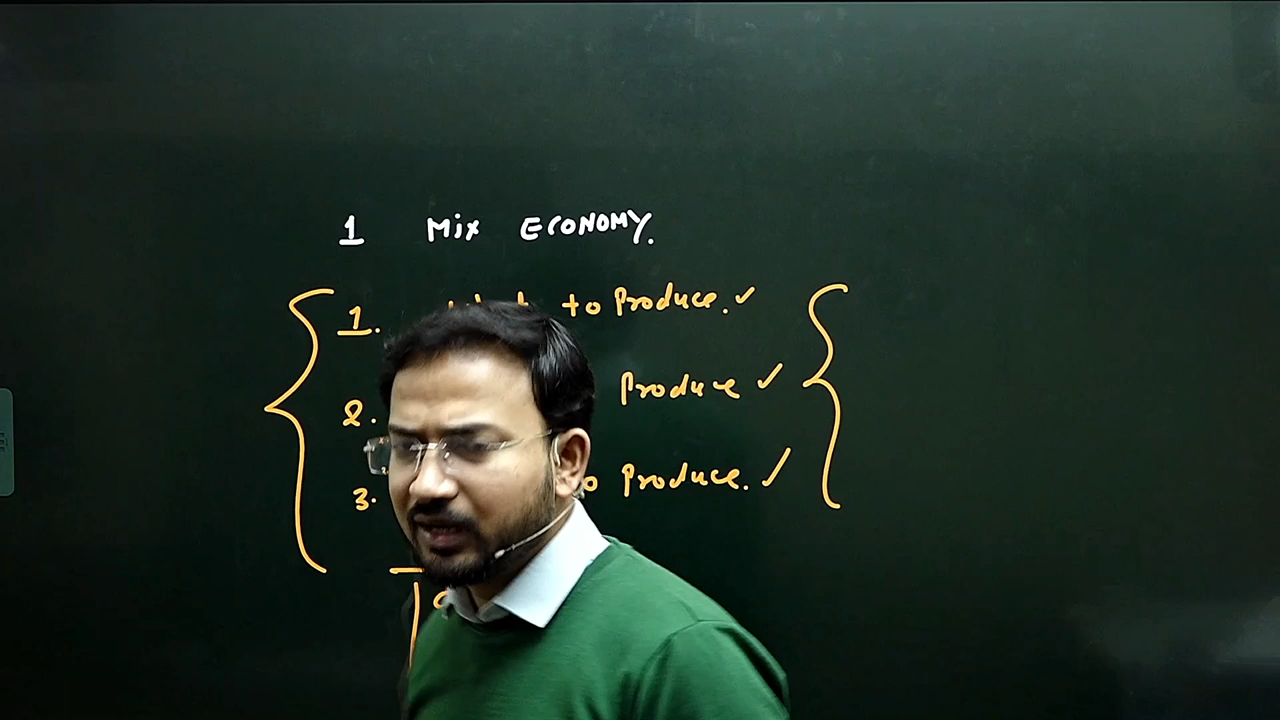 1 Mix ECONOMY.
1. to Produce. ✓
2. Produce ✓
3. Produce. ✓